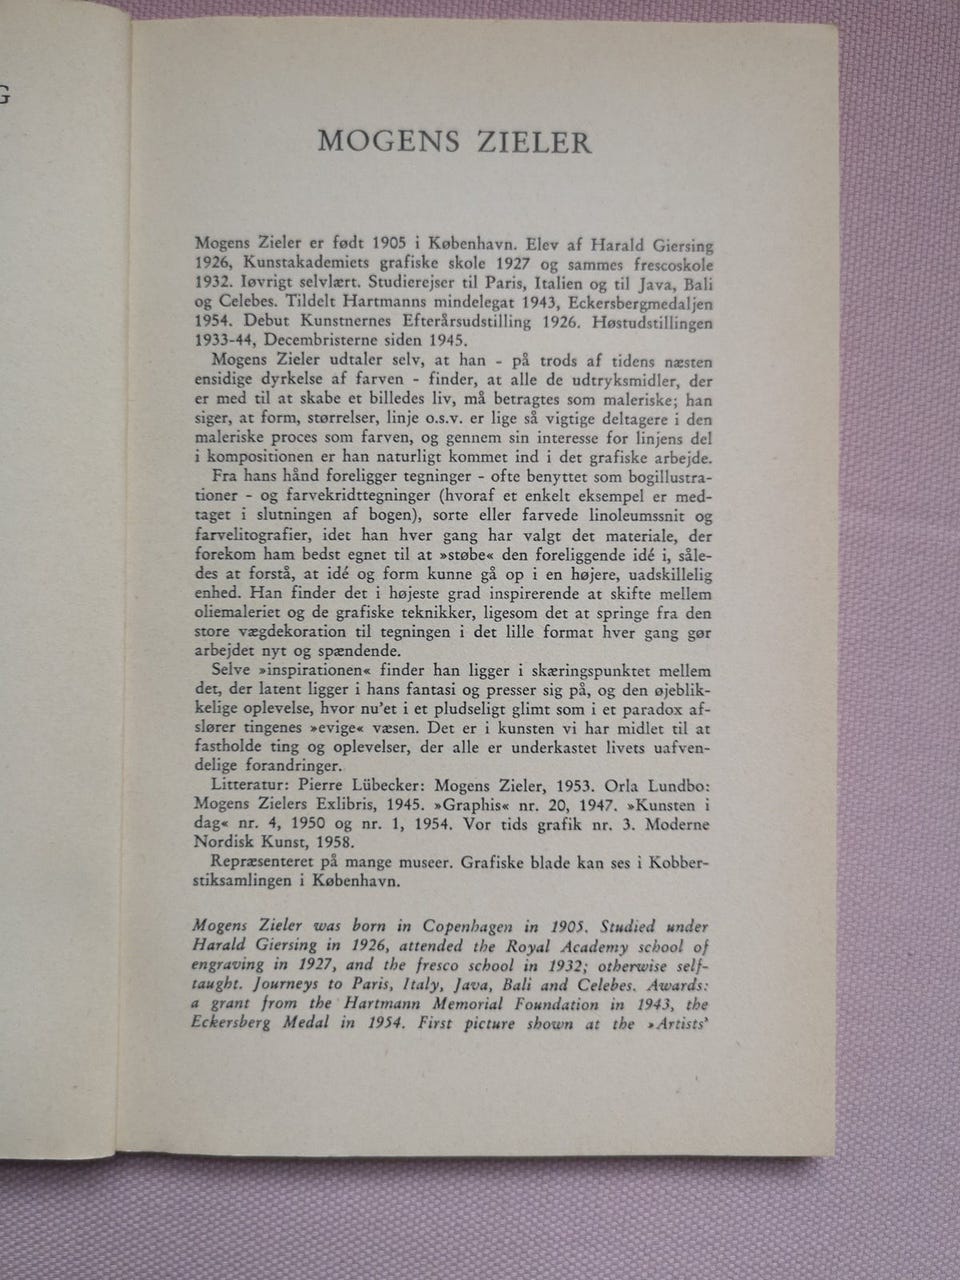 G
MOGENS ZIELER
Mogens Zieler er født 1905 i København. Elev af Harald Giersing
1926, Kunstakademiets grafiske skole 1927 og sammes frescoskole
1932. Iøvrigt selvlært. Studierejser til Paris, Italien og til Java, Bali
og Celebes. Tildelt Hartmanns mindelegat 1943, Eckersbergmedaljen
1954. Debut Kunstnernes Efterårsudstilling 1926. Høstudstillingen
1933-44, Decembristerne siden 1945.
Mogens Zieler udtaler selv, at han - på trods af tidens næsten
ensidige dyrkelse af farven - finder, at alle de udtryksmidler, der
er med til at skabe et billedes liv, må betragtes som maleriske; han
siger, at form, størrelser, linje o.s.v. er lige så vigtige deltagere i den
maleriske proces som farven, og gennem sin interesse for linjens del
i kompositionen er han naturligt kommet ind i det grafiske arbejde.
Fra hans hånd foreligger tegninger - ofte benyttet som bogillustra-
tioner - og farvekridttegninger (hvoraf et enkelt eksempel er med-
taget i slutningen af bogen), sorte eller farvede linoleumssnit og
farvelitografier, idet han hver gang har valgt det materiale, der
forekom ham bedst egnet til at »støbe« den foreliggende idé i, såle-
des at forstå, at idé og form kunne gå op i en højere, uadskillelig
enhed. Han finder det i højeste grad inspirerende at skifte mellem
oliemaleriet og de grafiske teknikker, ligesom det at springe fra den
store vægdekoration til tegningen i det lille format hver gang gør
arbejdet nyt og spændende.
Selve »inspirationen« finder han ligger i skæringspunktet mellem
det, der latent ligger i hans fantasi og presser sig på, og den øjeblik-
kelige oplevelse, hvor nu'et i et pludseligt glimt som i et paradox af-
slører tingenes »evige« væsen. Det er i kunsten vi har midlet til at
fastholde ting og oplevelser, der alle er underkastet livets uafven-
delige forandringer.
Litteratur: Pierre Lübecker: Mogens Zieler, 1953. Orla Lundbo:
Mogens Zielers Exlibris, 1945. »Graphis« nr. 20, 1947. »Kunsten i
dag« nr. 4, 1950 og nr. 1, 1954. Vor tids grafik nr. 3. Moderne
Nordisk Kunst, 1958.
Repræsenteret på mange museer. Grafiske blade kan ses i Kobber-
stiksamlingen i København.
Mogens Zieler was born in Copenhagen in 1905. Studied under
Harald Giersing in 1926, attended the Royal Academy school of
engraving in 1927, and the fresco school in 1932; otherwise self-
taught. Journeys to Paris, Italy, Java, Bali and Celebes. Awards:
a grant from the Hartmann Memorial Foundation in 1943, the
Eckersberg Medal in 1954. First picture shown at the »Artists'